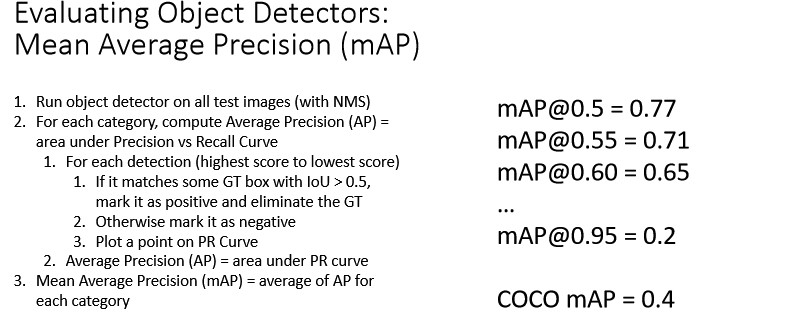 Evaluating Object Detectors:
Mean Average Precision (mAP)
1. Run object detector on all test images (with NMS)
2. For each category, compute Average Precision (AP) =
area under Precision vs Recall Curve
1. For each detection (highest score to lowest score)
1. If it matches some GT box with IoU > 0.5,
mark it as positive and eliminate the GT
2. Otherwise mark it as negative
3. Plot a point on PR Curve
2. Average Precision (AP) = area under PR curve
3. Mean Average Precision (mAP) = average of AP for
each category
mAP@0.5 = 0.77
mAP@0.55 = 0.71
mAP@0.60 = 0.65
...
mAP@0.95 = 0.2
COCO mAP = 0.4